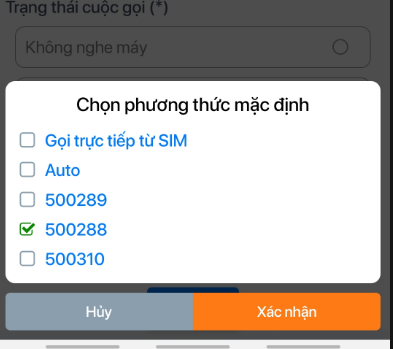 Trạng thái cuộc gọi (*)
Không nghe máy
Chọn phương thức mặc định
Gọi trực tiếp từ SIM
Auto
500289
500288
500310
Hủy
Xác nhận